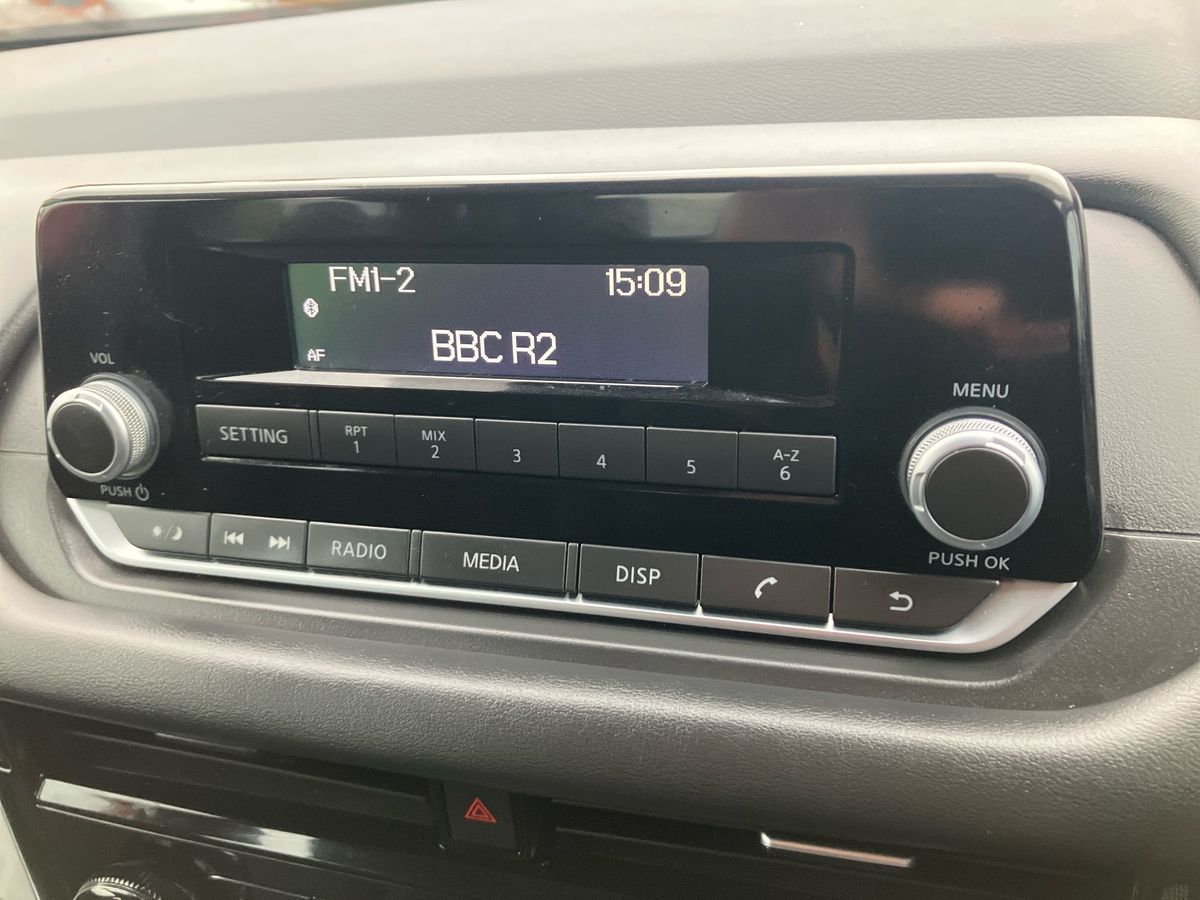 FM1-2 15:09
AF BBC R2
VOL
MENU
SETTING RPT 1 MIX 2 3 4 5 A-Z 6
PUSH
PUSH OK
RADIO MEDIA DISP